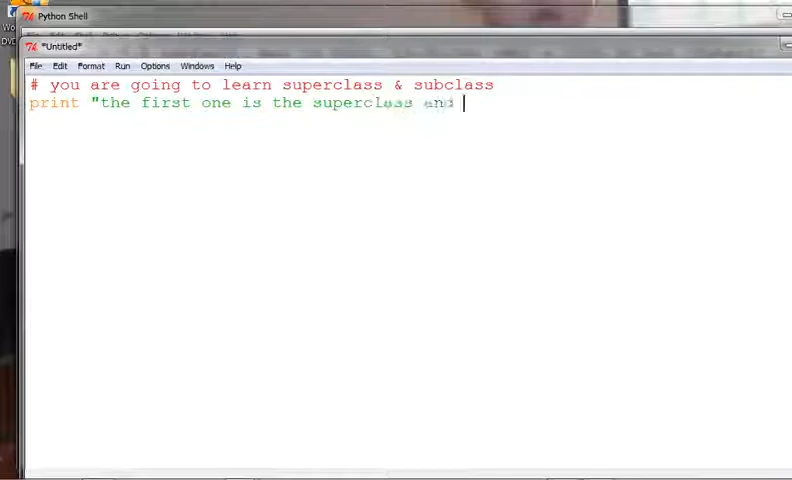 Python Shell
*Untitled*
File Edit Format Run Options Windows Help
# you are going to learn superclass & subclass
print "the first one is the superclass and